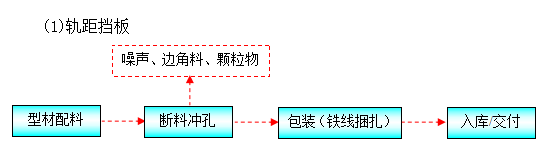 (1)轨距挡板
噪声、边角料、颗粒物
型材配料
断料冲孔
包装（铁线捆扎）
入库/交付